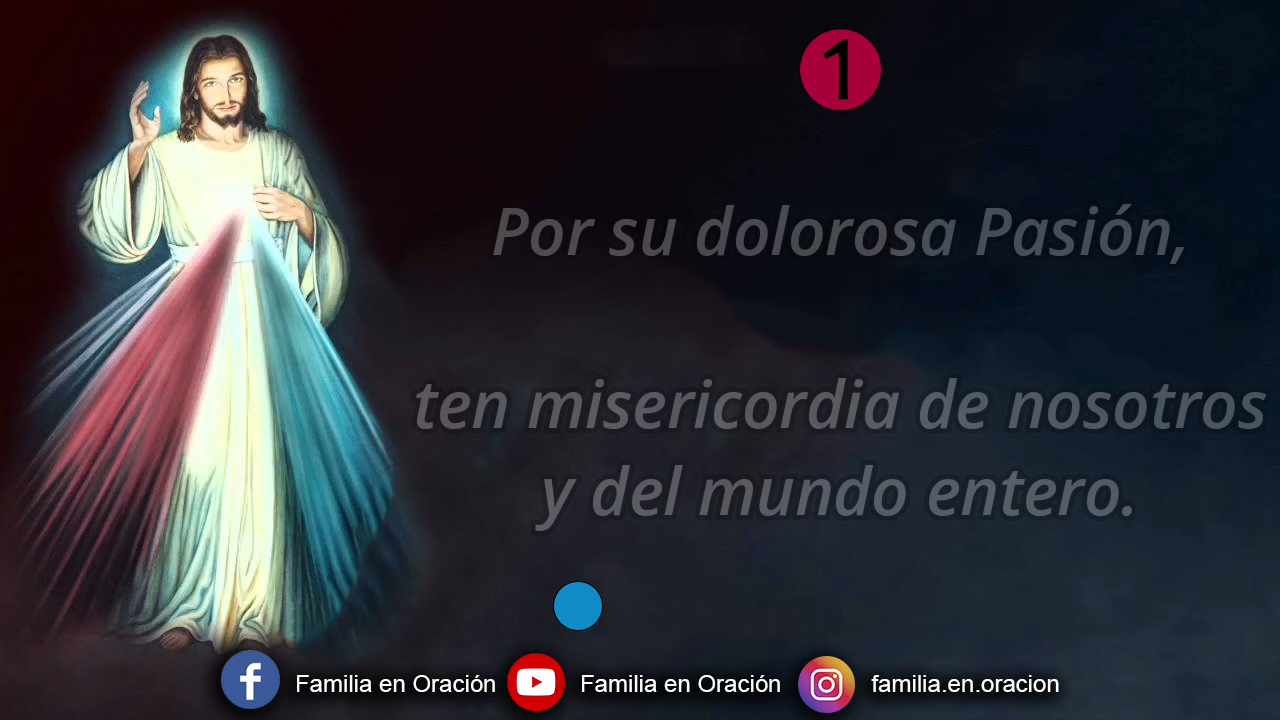 1
Por su dolorosa Pasión,
ten misericordia de nosotros
y del mundo entero.
Familia en Oración
Familia en Oración
familia.en.oracion